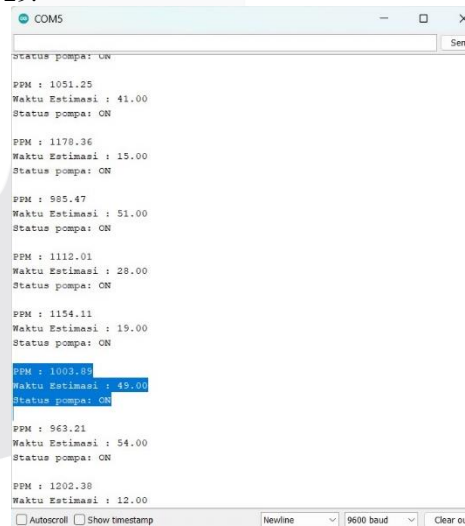 29.
COM5
Sen
Status pompa: ON
PPM : 1051.25
Waktu Estimasi : 41.00
Status pompa: ON
PPM : 1178.36
Waktu Estimasi : 15.00
Status pompa: ON
PPM : 985.47
Waktu Estimasi : 51.00
Status pompa: ON
PPM : 1112.01
Waktu Estimasi : 28.00
Status pompa: ON
PPM : 1154.11
Waktu Estimasi : 19.00
Status pompa: ON
PPM : 1003.89
Waktu Estimasi : 49.00
Status pompa: ON
PPM : 963.21
Waktu Estimasi : 54.00
Status pompa: ON
PPM : 1202.38
Waktu Estimasi : 12.00
Autoscroll Show timestamp Newline 9600 baud Clear ou